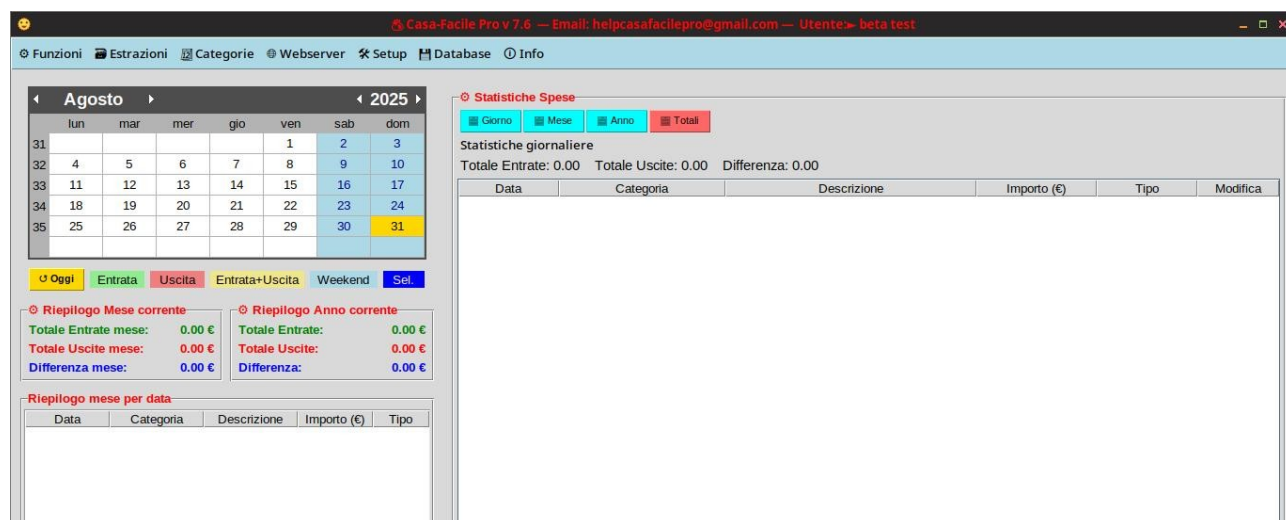 Casa-Facile Pro v 7.6 — Email: helpcasafacilepro@gmail.com — Utente:► beta test
Funzioni Estrazioni Categorie Webserver Setup Database Info
Agosto 2025
lun mar mer gio ven sab dom
31 1 2 3
32 4 5 6 7 8 9 10
33 11 12 13 14 15 16 17
34 18 19 20 21 22 23 24
35 25 26 27 28 29 30 31
Oggi Entrata Uscita Entrata+Uscita Weekend Sel.
Riepilogo Mese corrente
Totale Entrate mese: 0.00 €
Totale Uscite mese: 0.00 €
Differenza mese: 0.00 €
Riepilogo Anno corrente
Totale Entrate: 0.00 €
Totale Uscite: 0.00 €
Differenza: 0.00 €
Riepilogo mese per data
Data Categoria Descrizione Importo (€) Tipo
Statistiche Spese
Giorno Mese Anno Totali
Statistiche giornaliere
Totale Entrate: 0.00 Totale Uscite: 0.00 Differenza: 0.00
Data Categoria Descrizione Importo (€) Tipo Modifica